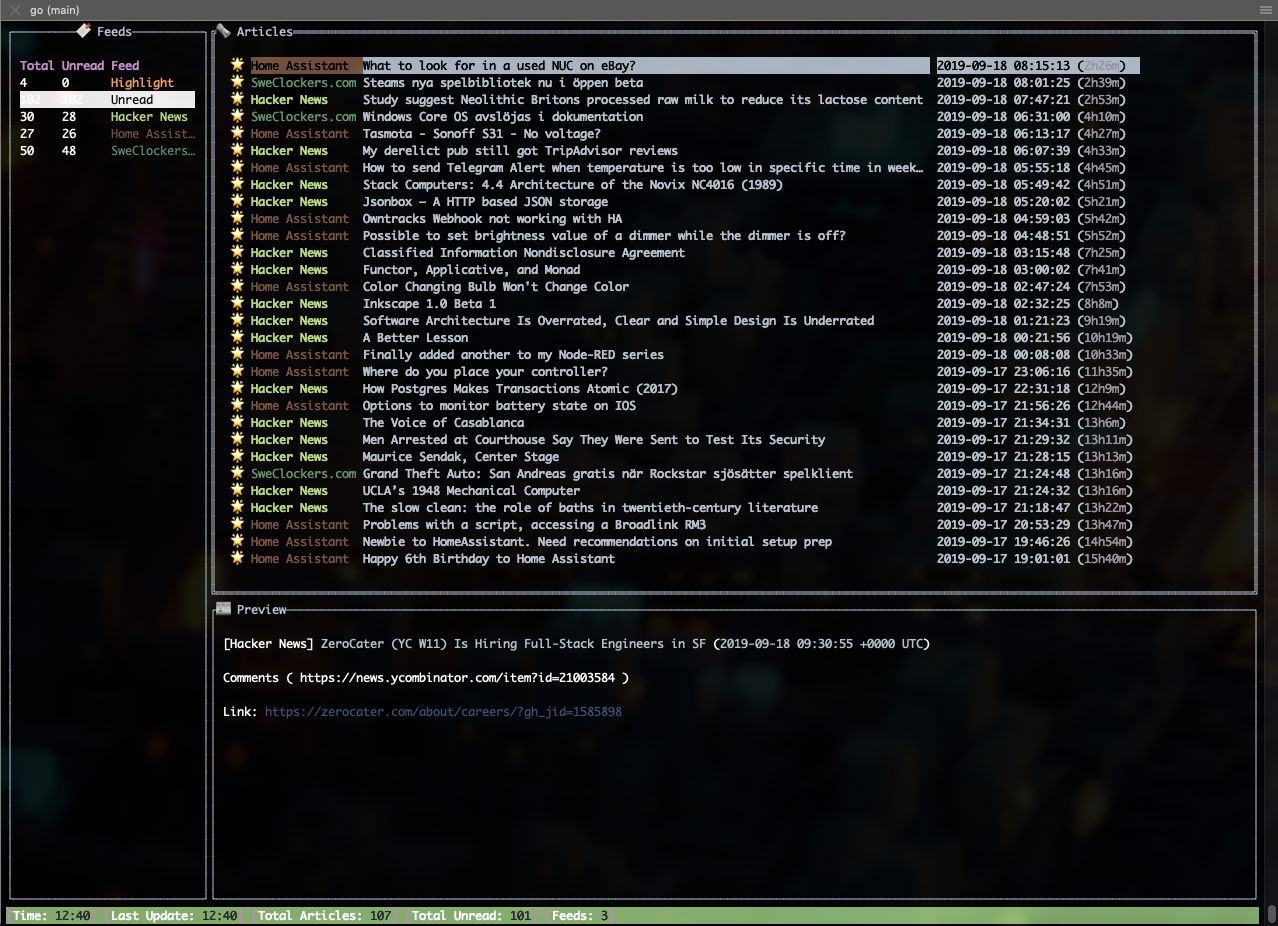 go (main)
Feeds
Total Unread Feed
4 0 Highlight
102 102 Unread
30 28 Hacker News
27 26 Home Assist…
50 48 SweClockers…
Articles
Home Assistant What to look for in a used NUC on eBay? 2019-09-18 08:15:13 (2h26m)
SweClockers.com Steams nya spelbibliotek nu i öppen beta 2019-09-18 08:01:25 (2h39m)
Hacker News Study suggest Neolithic Britons processed raw milk to reduce its lactose content 2019-09-18 07:47:21 (2h53m)
SweClockers.com Windows Core OS avslöjas i dokumentation 2019-09-18 06:31:00 (4h10m)
Home Assistant Tasmota - Sonoff S31 - No voltage? 2019-09-18 06:13:17 (4h27m)
Hacker News My derelict pub still got TripAdvisor reviews 2019-09-18 06:07:39 (4h33m)
Home Assistant How to send Telegram Alert when temperature is too low in specific time in week… 2019-09-18 05:55:18 (4h45m)
Hacker News Stack Computers: 4.4 Architecture of the Novix NC4016 (1989) 2019-09-18 05:49:42 (4h51m)
Hacker News Jsonbox – A HTTP based JSON storage 2019-09-18 05:20:02 (5h21m)
Home Assistant Owntracks Webhook not working with HA 2019-09-18 04:59:03 (5h42m)
Home Assistant Possible to set brightness value of a dimmer while the dimmer is off? 2019-09-18 04:48:51 (5h52m)
Hacker News Classified Information Nondisclosure Agreement 2019-09-18 03:15:48 (7h25m)
Hacker News Functor, Applicative, and Monad 2019-09-18 03:00:02 (7h41m)
Home Assistant Color Changing Bulb Won't Change Color 2019-09-18 02:47:24 (7h53m)
Hacker News Inkscape 1.0 Beta 1 2019-09-18 02:32:25 (8h8m)
Hacker News Software Architecture Is Overrated, Clear and Simple Design Is Underrated 2019-09-18 01:21:23 (9h19m)
Hacker News A Better Lesson 2019-09-18 00:21:56 (10h19m)
Home Assistant Finally added another to my Node-RED series 2019-09-18 00:08:08 (10h33m)
Home Assistant Where do you place your controller? 2019-09-17 23:06:16 (11h35m)
Hacker News How Postgres Makes Transactions Atomic (2017) 2019-09-17 22:31:18 (12h9m)
Home Assistant Options to monitor battery state on IOS 2019-09-17 21:56:26 (12h44m)
Hacker News The Voice of Casablanca 2019-09-17 21:34:31 (13h6m)
Hacker News Men Arrested at Courthouse Say They Were Sent to Test Its Security 2019-09-17 21:29:32 (13h11m)
Hacker News Maurice Sendak, Center Stage 2019-09-17 21:28:15 (13h13m)
SweClockers.com Grand Theft Auto: San Andreas gratis när Rockstar sjösätter spelklient 2019-09-17 21:24:48 (13h16m)
Hacker News UCLA's 1948 Mechanical Computer 2019-09-17 21:24:32 (13h16m)
Hacker News The slow clean: the role of baths in twentieth-century literature 2019-09-17 21:18:47 (13h22m)
Home Assistant Problems with a script, accessing a Broadlink RM3 2019-09-17 20:53:29 (13h47m)
Home Assistant Newbie to HomeAssistant. Need recommendations on initial setup prep 2019-09-17 19:46:26 (14h54m)
Home Assistant Happy 6th Birthday to Home Assistant 2019-09-17 19:01:01 (15h40m)
Preview
[Hacker News] ZeroCater (YC W11) Is Hiring Full-Stack Engineers in SF (2019-09-18 09:30:55 +0000 UTC)
Comments ( https://news.ycombinator.com/item?id=21003584 )
Link: https://zerocater.com/about/careers/?gh_jid=1585898
[Time: 12:40] [Last Update: 12:40] [Total Articles: 107] [Total Unread: 101] [Feeds: 3]